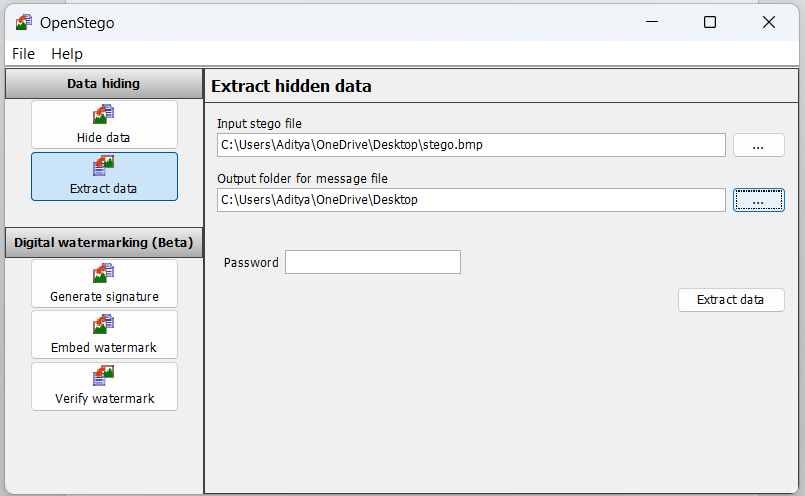 OpenStego
File Help
Data hiding
Hide data
Extract data
Digital watermarking (Beta)
Generate signature
Embed watermark
Verify watermark
Extract hidden data
Input stego file
C:\Users\Aditya\OneDrive\Desktop\stego.bmp
...
Output folder for message file
C:\Users\Aditya\OneDrive\Desktop
...
Password
Extract data